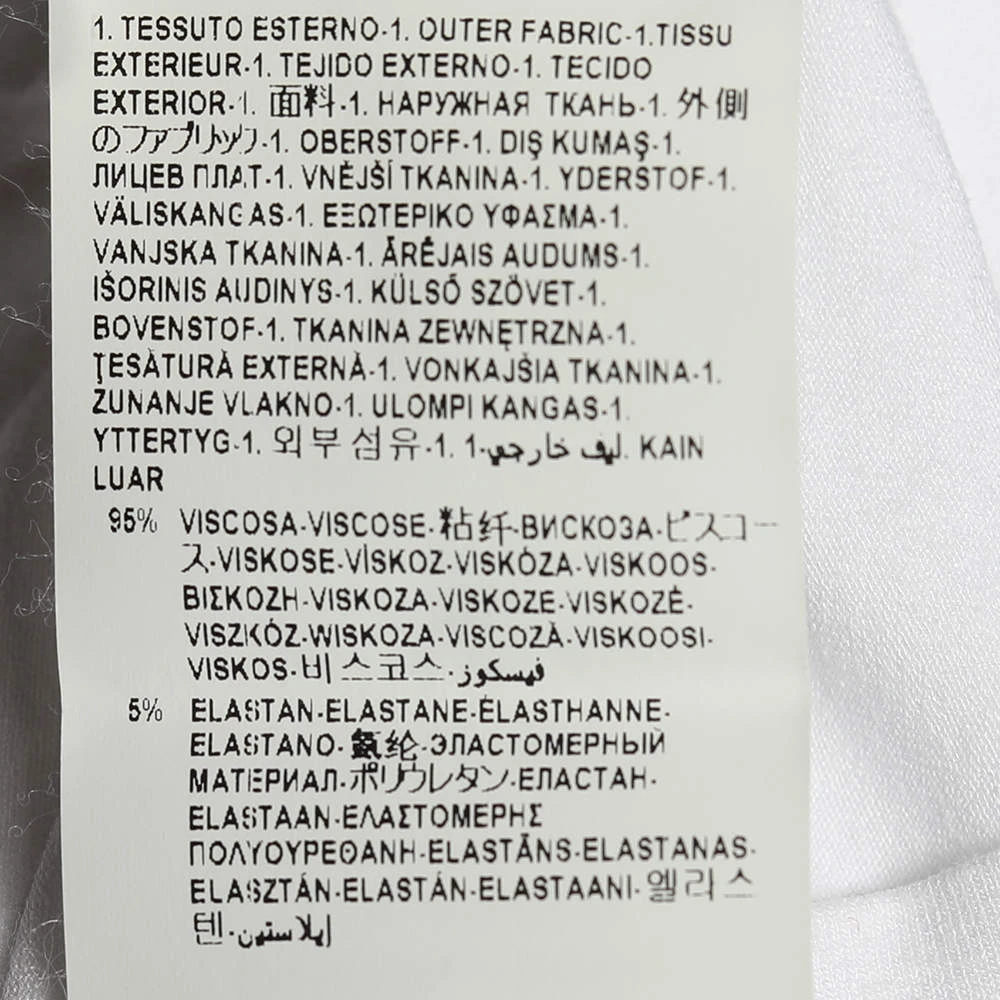 1. TESSUTO ESTERNO-1. OUTER FABRIC-1.TISSU
EXTERIEUR-1. TEJIDO EXTERNO-1. TECIDO
EXTERIOR-1. 面料-1. НАРУЖНАЯ ТКАНЬ-1. 外側
のファブリック-1. OBERSTOFF-1. DIŞ KUMAŞ-1.
ЛИЦЕВ ПЛАТ-1. VNĚJŠÍ TKANINA-1. YDERSTOF-1.
VÄLISKANGAS-1. ΕΞΩΤΕΡΙΚΟ ΥΦΑΣΜΑ-1.
VANJSKA TKANINA-1. ĀRĒJAIS AUDUMS-1.
IŠORINIS AUDINYS-1. KÜLSŐ SZÖVET-1.
BOVENSTOF-1. TKANINA ZEWNĘTRZNA-1.
ŢESĂTURĂ EXTERNĂ-1. VONKAJŠIA TKANINA-1.
ZUNANJE VLAKNO-1. ULOMPI KANGAS-1.
YTTERTYG-1. 외부 섬유-1. 1-ليف خارجي. KAIN
LUAR
95% VISCOSA-VISCOSE-粘纤-ВИСКОЗА-ビスコー
ス-VISKOSE-VİSKOZ-VISKÓZA-VISKOOS-
ΒΙΣΚΟΖΗ-VISKOZA-VISKOZE-VISKOZĖ-
VISZKÓZ-WISKOZA-VISCOZĂ-VISKOOSI-
VISKOS-비스코스-فيسكوز
5% ELASTAN-ELASTANE-ÉLASTHANNE-
ELASTANO-氨纶-ЭЛАСТОМЕРНЫЙ
МАТЕРИАЛ-ポリウレタン-ЕЛАСТАН-
ELASTAAN-ΕΛΑΣΤΟΜΕΡΗΣ
ΠΟΛΥΟΥΡΕΘΑΝΗ-ELASTĀNS-ELASTANAS-
ELASZTÁN-ELASTÁN-ELASTAANI-엘리스
텐-إيلاستين